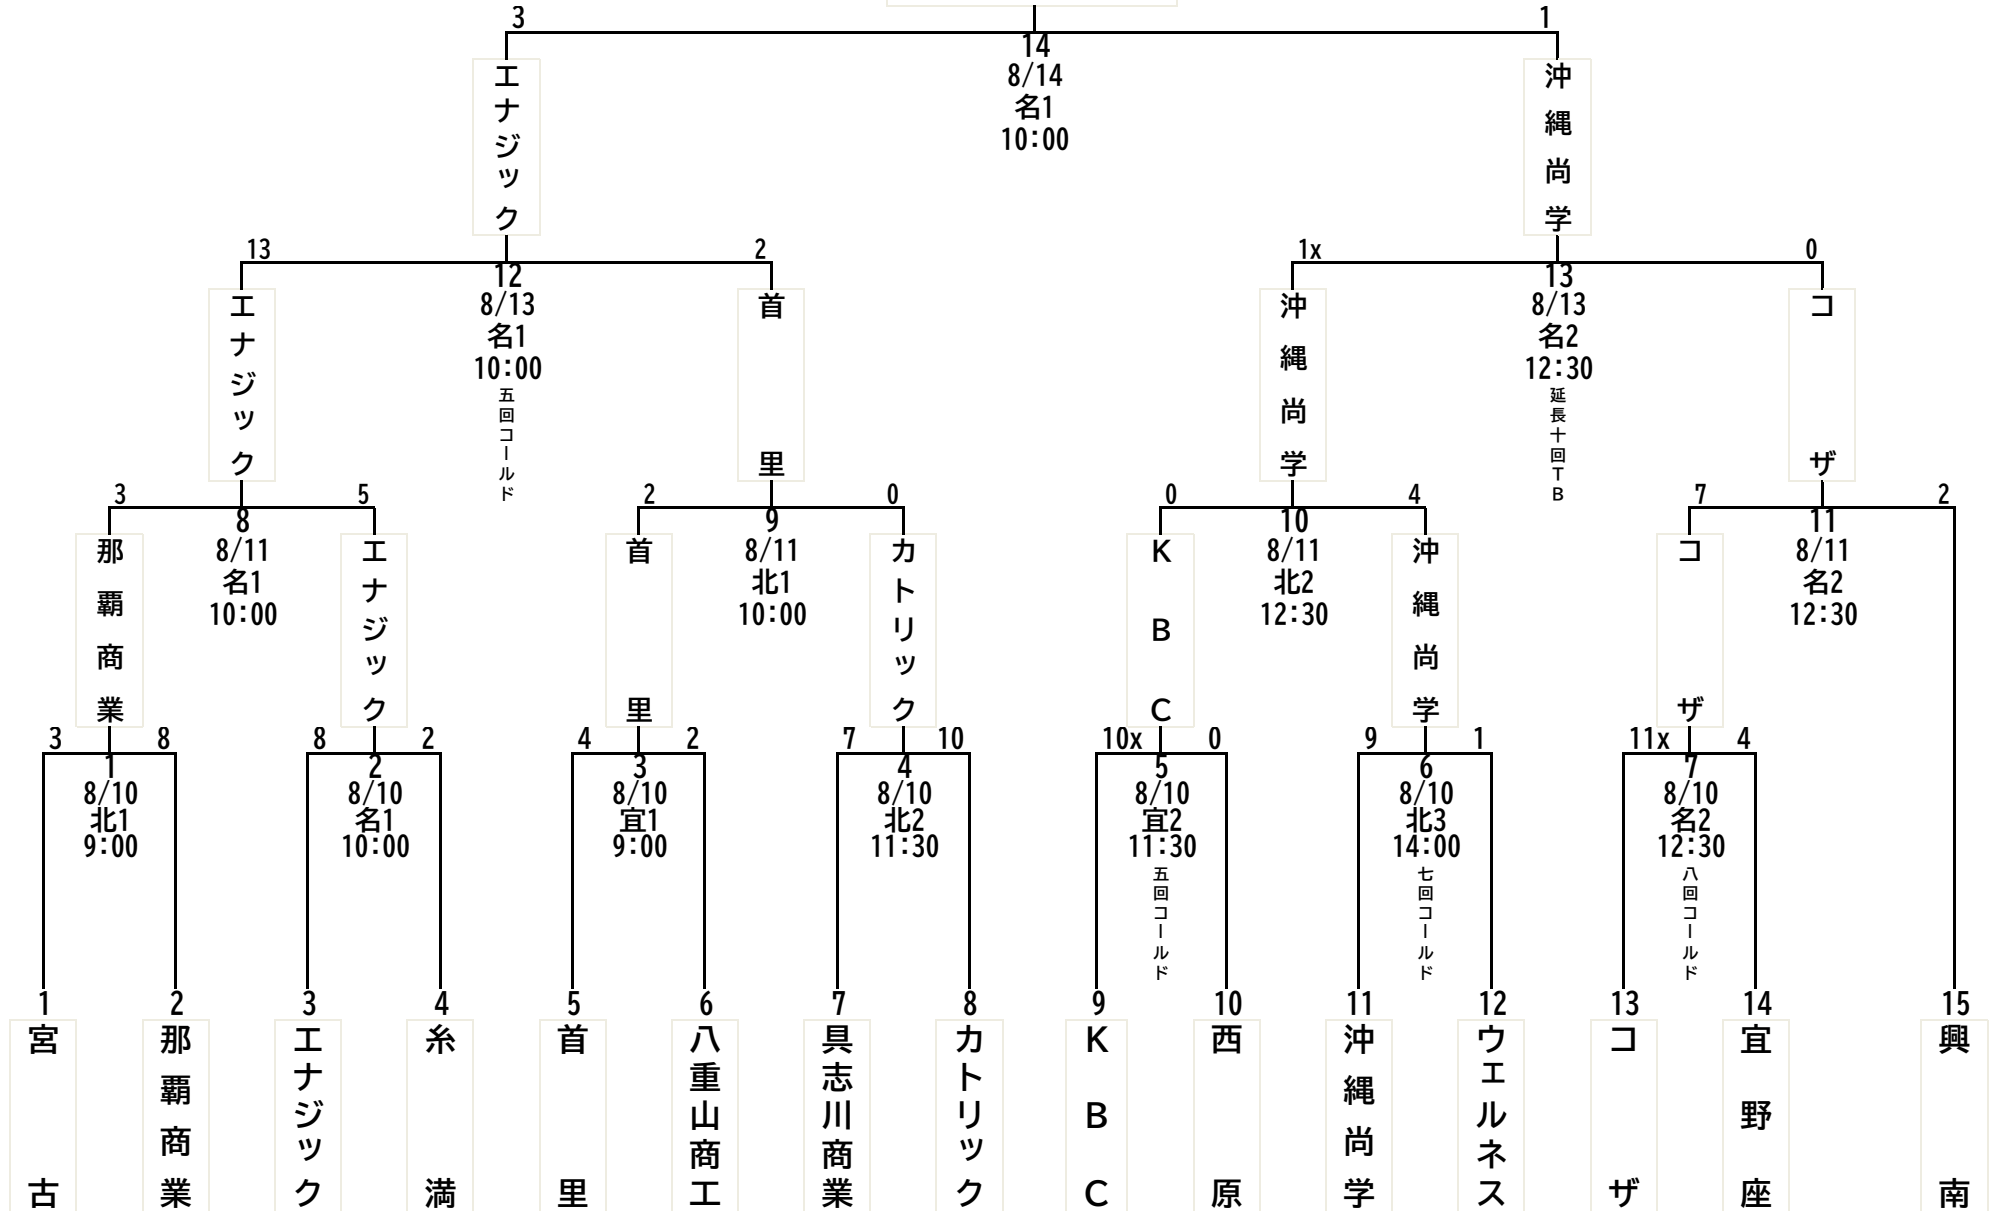 3
1
14
8/14
名1
10:00
エナジック
沖縄尚学
13
2
12
8/13
名1
10:00
五回コールド
1x
0
13
8/13
名2
12:30
延長十回TB
エナジック
首里
沖縄尚学
コザ
3
5
8
8/11
名1
10:00
2
0
9
8/11
北1
10:00
0
4
10
8/11
北2
12:30
7
2
11
8/11
名2
12:30
那覇商業
エナジック
首里
カトリック
KBC
沖縄尚学
コザ
3
8
1
8/10
北1
9:00
8
2
2
8/10
名1
10:00
4
2
3
8/10
宜1
9:00
7
10
4
8/10
北2
11:30
10x
0
5
8/10
宜2
11:30
五回コールド
9
1
6
8/10
北3
14:00
七回コールド
11x
4
7
8/10
名2
12:30
八回コールド
1
宮古
2
那覇商業
3
エナジック
4
糸満
5
首里
6
八重山商工
7
具志川商業
8
カトリック
9
KBC
10
西原
11
沖縄尚学
12
ウェルネス
13
コザ
14
宜野座
15
興南